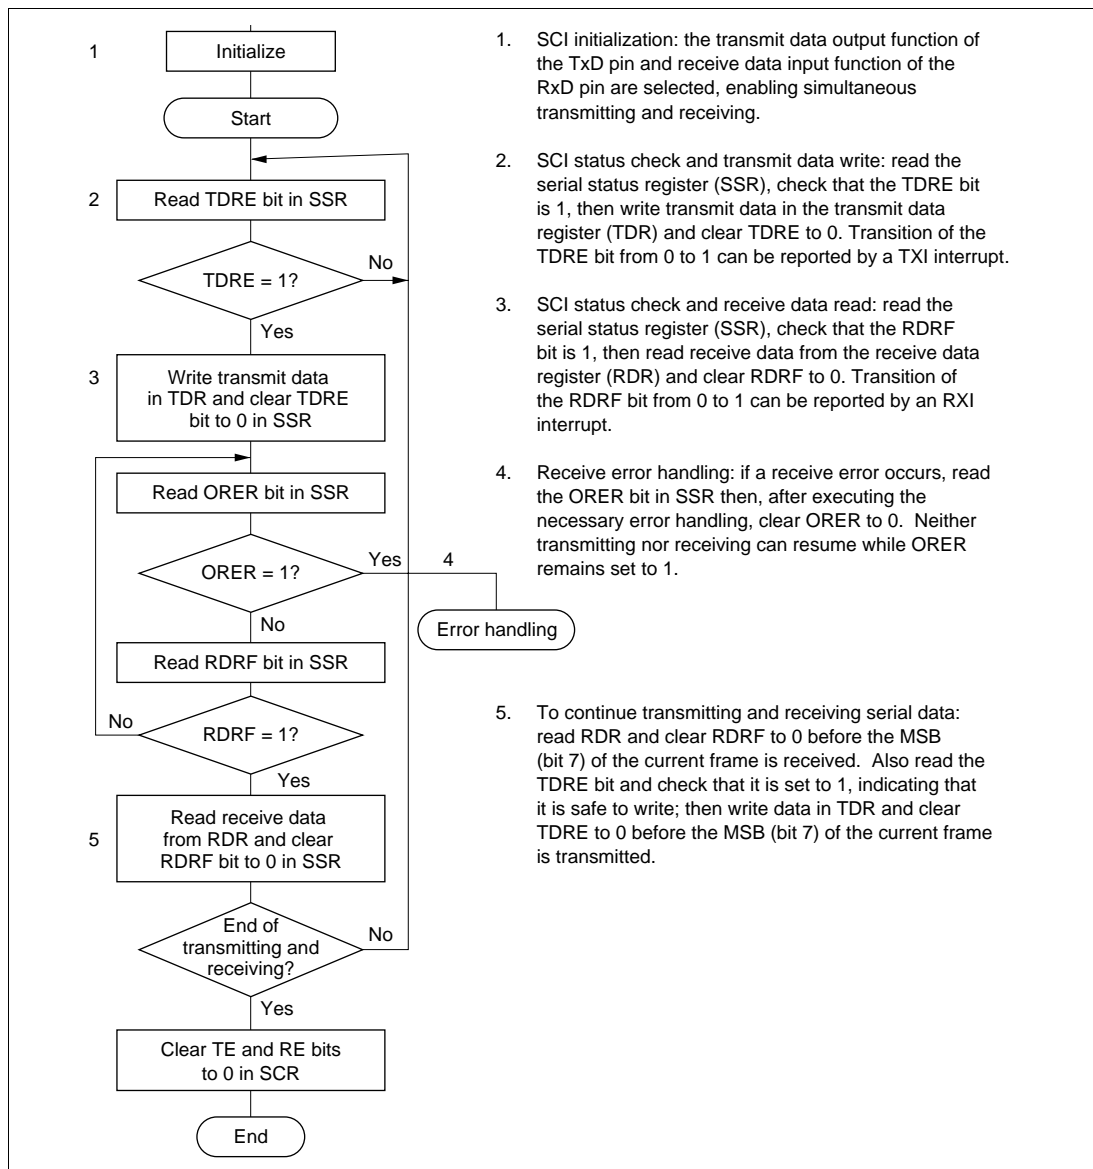 1
Initialize
Start
2
Read TDRE bit in SSR
TDRE = 1?
No
Yes
3
Write transmit data
in TDR and clear TDRE
bit to 0 in SSR
Read ORER bit in SSR
ORER = 1?
Yes
4
Error handling
No
Read RDRF bit in SSR
No
RDRF = 1?
Yes
5
Read receive data
from RDR and clear
RDRF bit to 0 in SSR
End of
transmitting and
receiving?
No
Yes
Clear TE and RE bits
to 0 in SCR
End
1. SCI initialization: the transmit data output function of
the TxD pin and receive data input function of the
RxD pin are selected, enabling simultaneous
transmitting and receiving.
2. SCI status check and transmit data write: read the
serial status register (SSR), check that the TDRE bit
is 1, then write transmit data in the transmit data
register (TDR) and clear TDRE to 0. Transition of the
TDRE bit from 0 to 1 can be reported by a TXI interrupt.
3. SCI status check and receive data read: read the
serial status register (SSR), check that the RDRF
bit is 1, then read receive data from the receive data
register (RDR) and clear RDRF to 0. Transition of
the RDRF bit from 0 to 1 can be reported by an RXI
interrupt.
4. Receive error handling: if a receive error occurs, read
the ORER bit in SSR then, after executing the
necessary error handling, clear ORER to 0. Neither
transmitting nor receiving can resume while ORER
remains set to 1.
5. To continue transmitting and receiving serial data:
read RDR and clear RDRF to 0 before the MSB
(bit 7) of the current frame is received. Also read the
TDRE bit and check that it is set to 1, indicating that
it is safe to write; then write data in TDR and clear
TDRE to 0 before the MSB (bit 7) of the current frame
is transmitted.